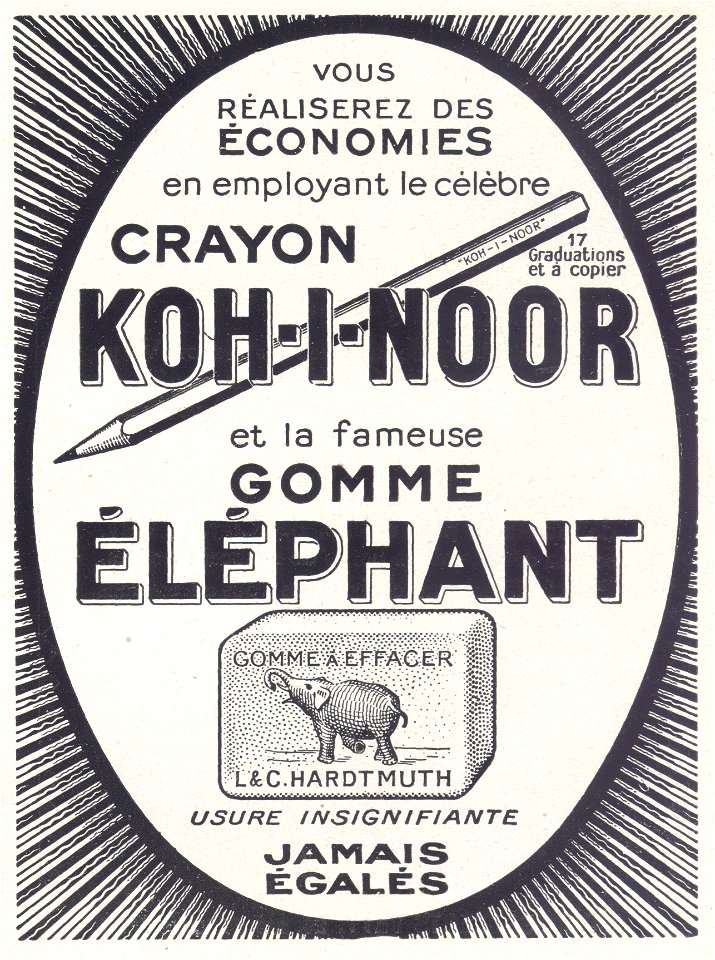 VOUS
RÉALISEREZ DES
ÉCONOMIES
en employant le célèbre
CRAYON
"KOH-I-NOOR"
17
Graduations
et à copier
KOH-I-NOOR
et la fameuse
GOMME
ÉLÉPHANT
GOMME À EFFACER
L&C. HARDTMUTH
USURE INSIGNIFIANTE
JAMAIS
ÉGALÉS